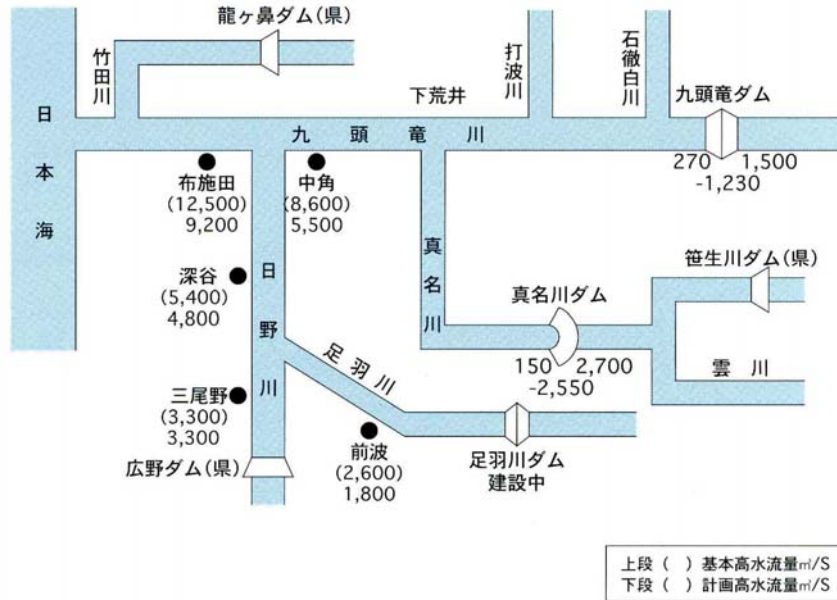 龍ヶ鼻ダム(県)
竹田川
打波川
石徹白川
下荒井
九頭竜ダム
日本海
九頭竜川
270 1,500
-1,230
布施田
(12,500)
9,200
中角
(8,600)
5,500
真名川
笹生川ダム(県)
深谷
(5,400)
4,800
日野川
真名川ダム
150 2,700
-2,550
足羽川
雲川
三尾野
(3,300)
3,300
前波
(2,600)
1,800
広野ダム(県)
足羽川ダム
建設中
上段 ( ) 基本高水流量㎥/S
下段 ( ) 計画高水流量㎥/S